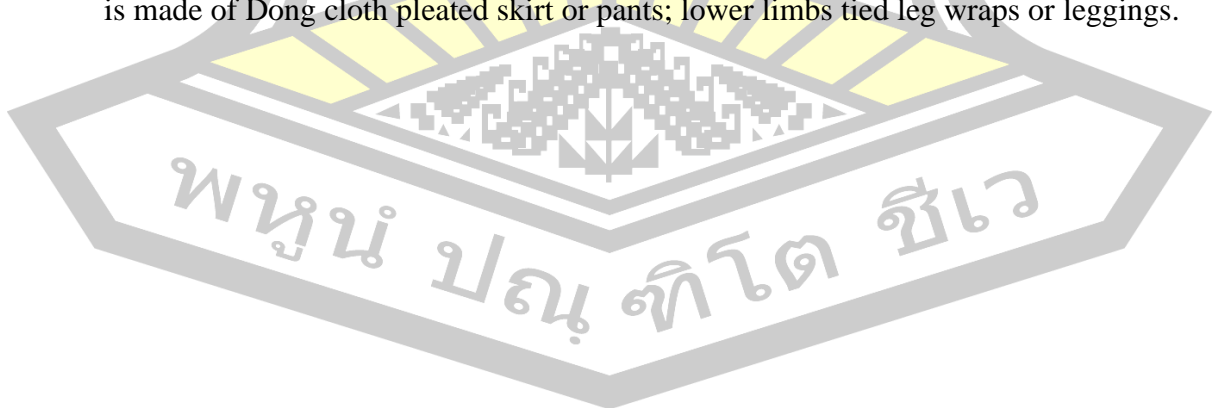 is made of Dong cloth pleated skirt or pants; lower limbs tied leg wraps or leggings.
พหูนํ ปณฺฑิโต ชีเว